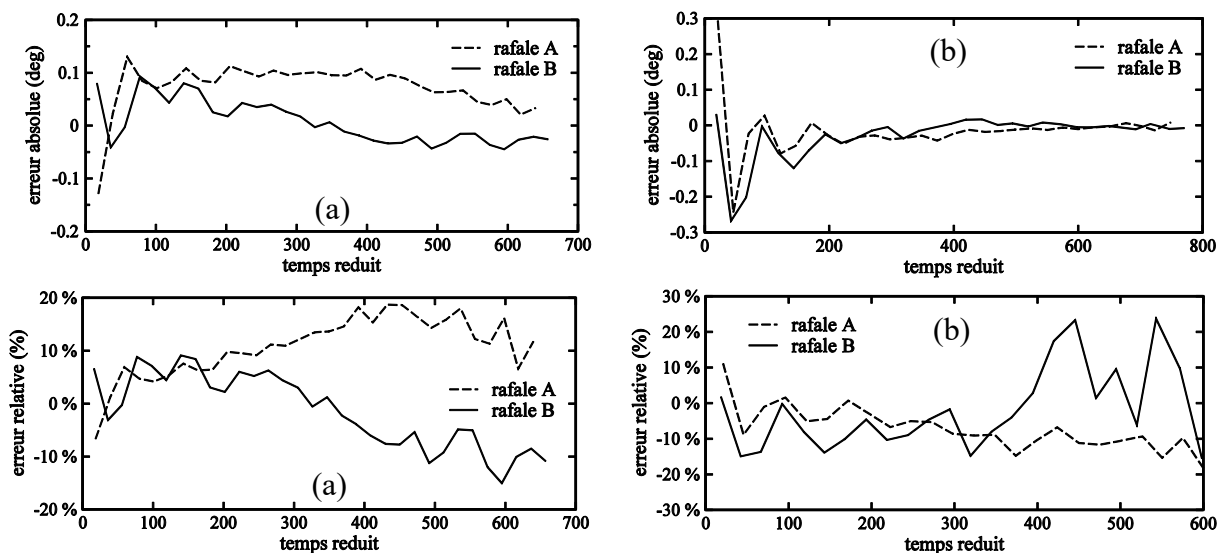 0.2
0.1
0
-0.1
-0.2
erreur absolue (deg)
rafale A
rafale B
(a)
0 100 200 300 400 500 600 700
temps reduit
0.3
0.2
0.1
0
-0.1
-0.2
-0.3
erreur absolue (deg)
(b)
rafale A
rafale B
0 200 400 600 800
temps reduit
20 %
10 %
0 %
-10 %
-20 %
erreur relative (%)
rafale A
rafale B
(a)
0 100 200 300 400 500 600 700
temps reduit
30 %
20 %
10 %
0 %
-10 %
-20 %
-30 %
erreur relative (%)
rafale A
rafale B
(b)
0 100 200 300 400 500 600
temps reduit